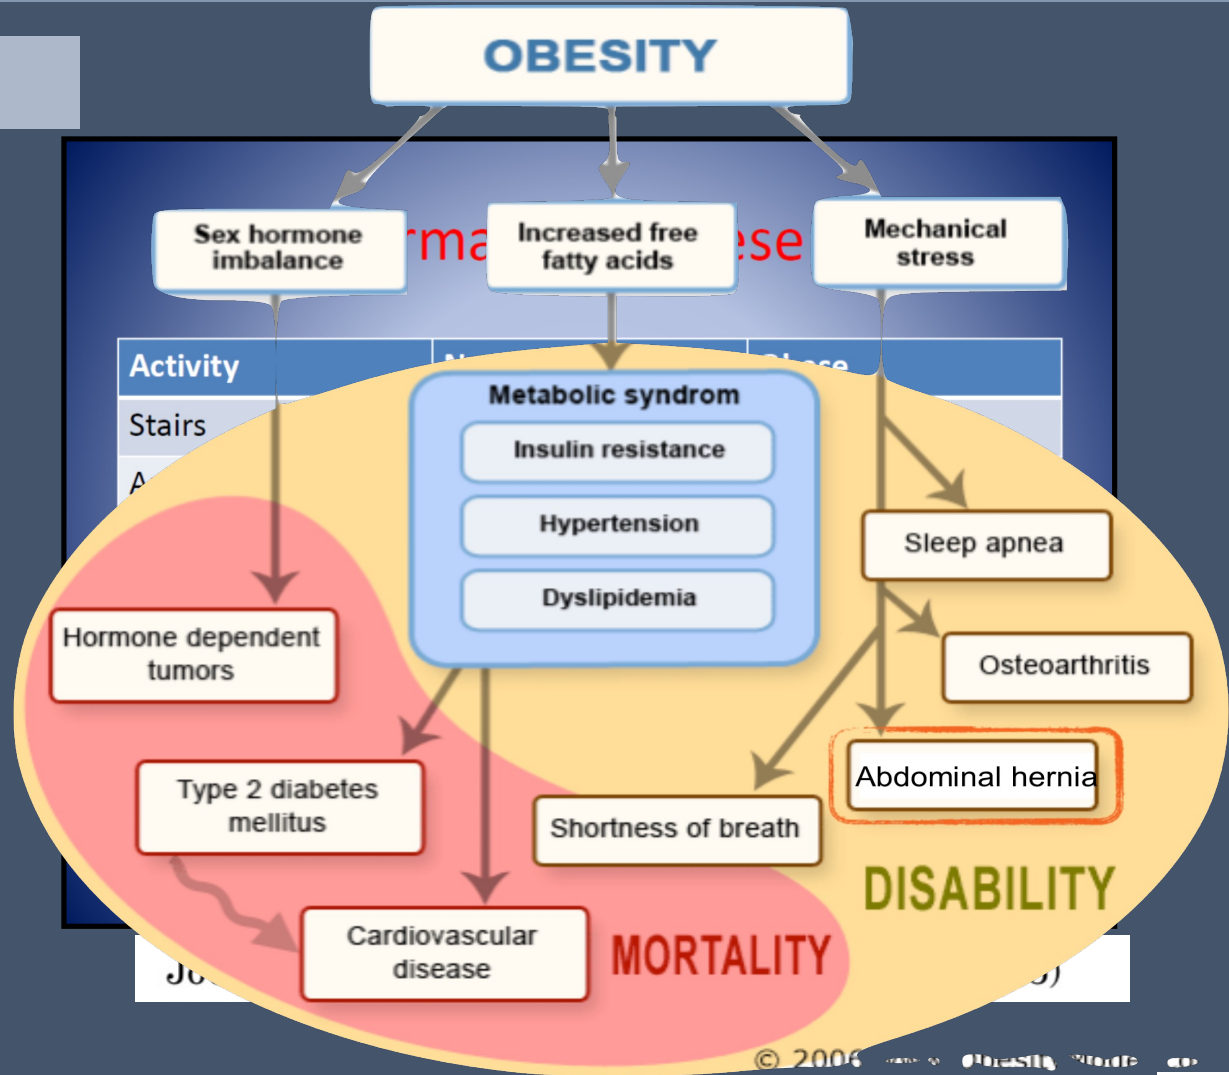 OBESITY
Sex hormone
imbalance
Increased free
fatty acids
Mechanical
stress
Activity
Stairs
Metabolic syndrom
Insulin resistance
Hypertension
Dyslipidemia
Sleep apnea
Hormone dependent
tumors
Osteoarthritis
Type 2 diabetes
mellitus
Abdominal hernia
Shortness of breath
DISABILITY
Cardiovascular
disease
MORTALITY
© 2006